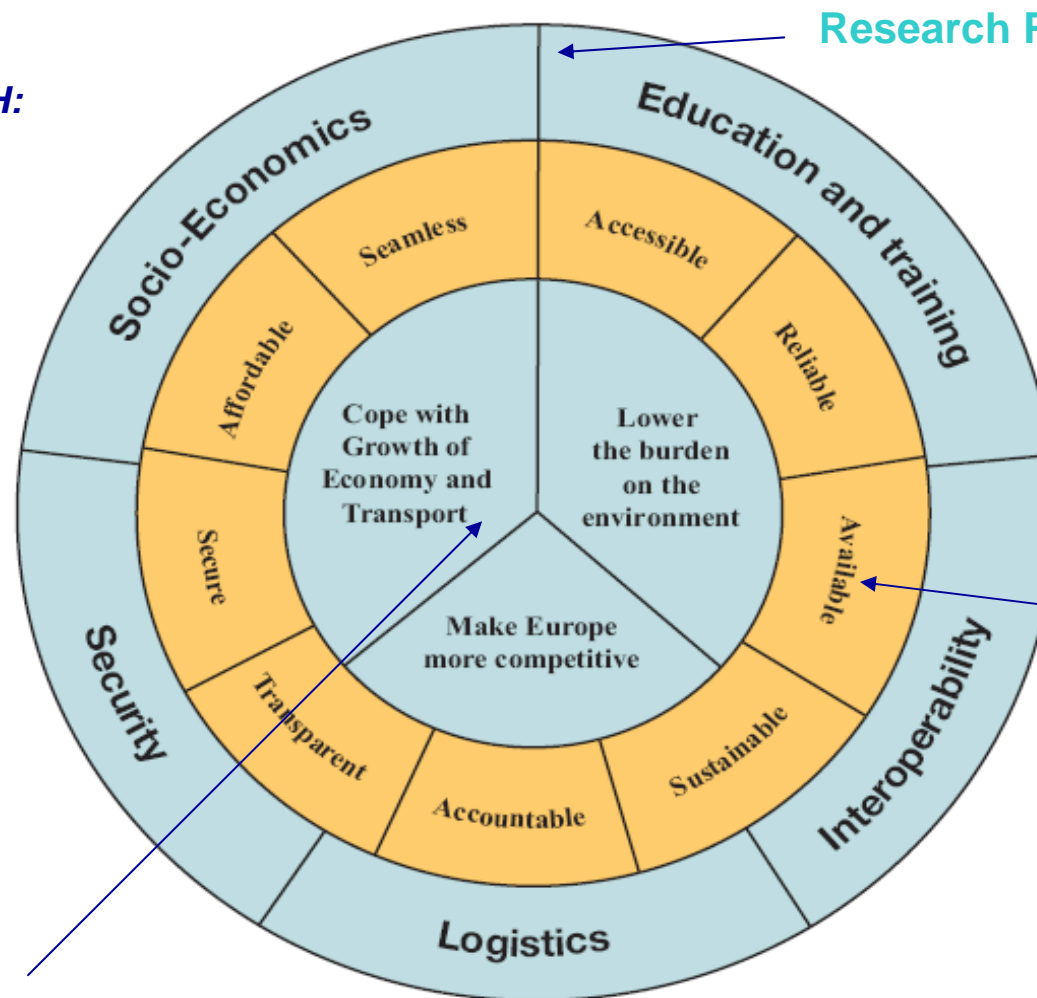 Research
H:
Socio-Economics
Education and training
Seamless
Accessible
Affordable
Reliable
Cope with
Growth of
Economy and
Transport
Lower
the burden
on the
environment
Secure
Available
Make Europe
more competitive
Security
Transparent
Accountable
Sustainable
Interoperability
Logistics